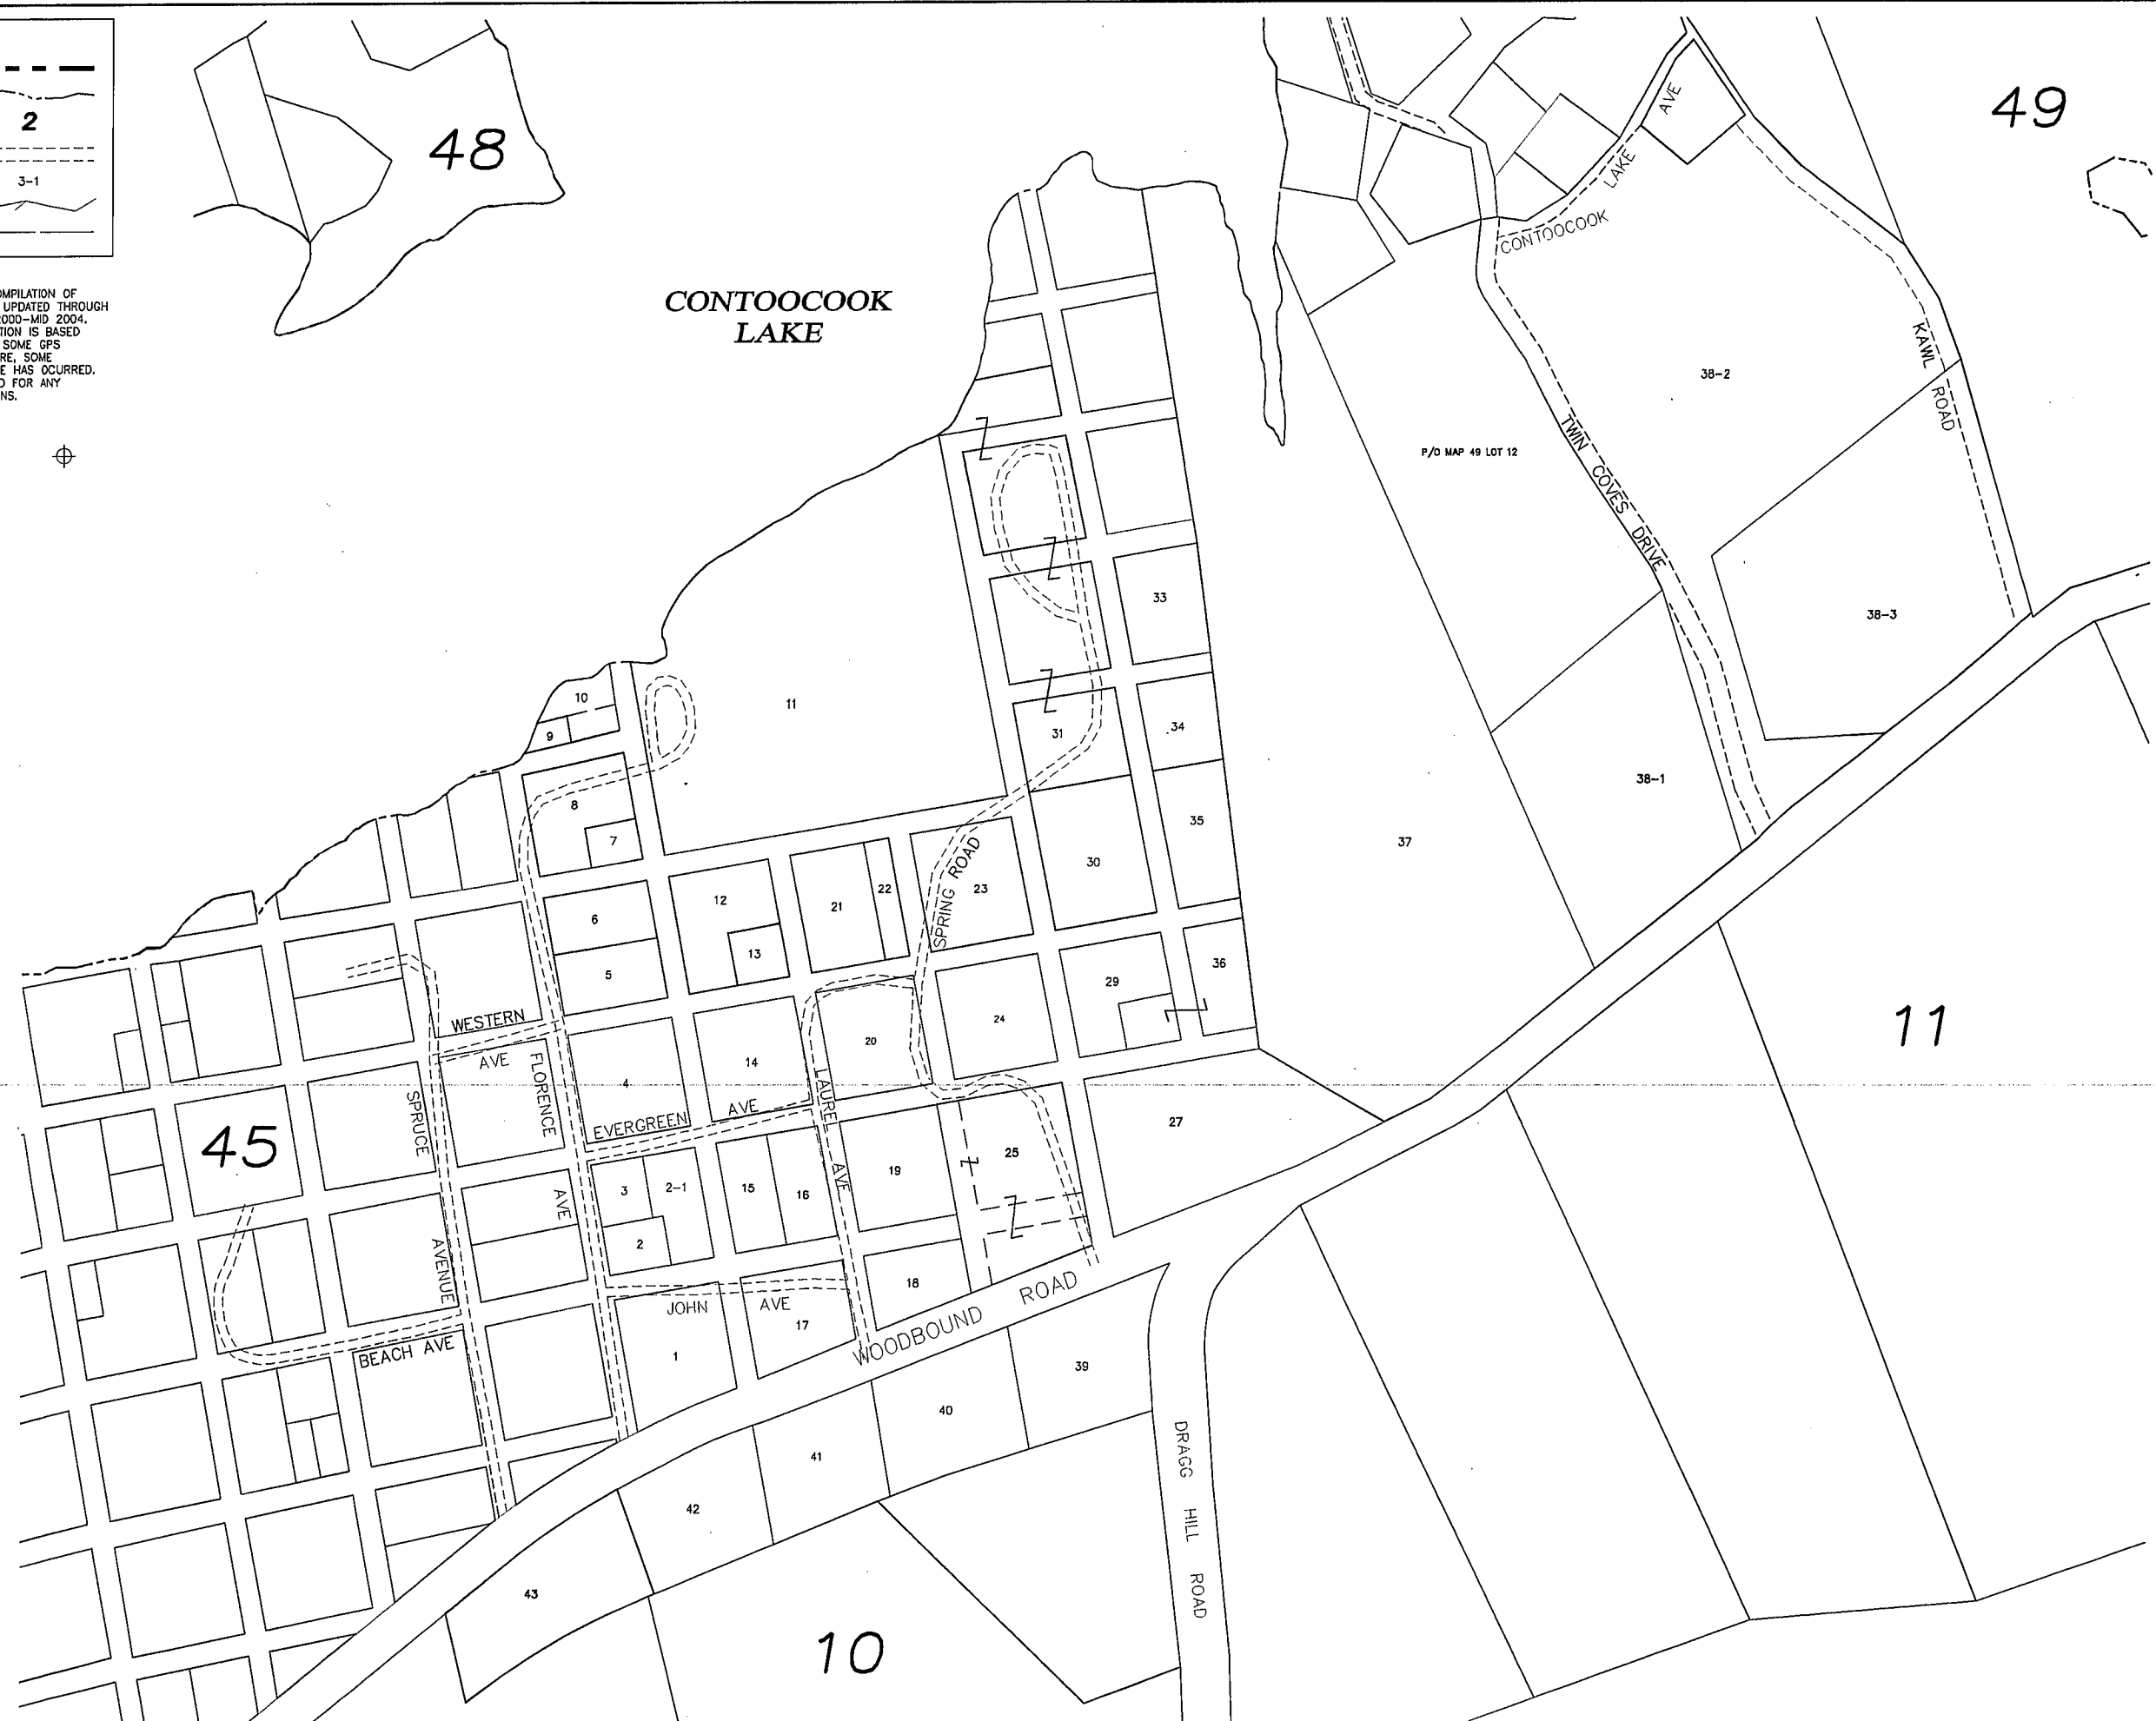 2
3-1
OMPILATION OF
UPDATED THROUGH
2000-MID 2004.
TION IS BASED
SOME GPS
RE, SOME
E HAS OCURRED.
D FOR ANY
NS.
48
49
CONTOOCOOK
LAKE
CONTOOCOOK LAKE AVE
KAWL ROAD
38-2
P/O MAP 49 LOT 12
TWIN COVES DRIVE
38-3
38-1
37
33
34
31
35
30
10
9
11
8
7
6
5
12
13
21
22
23
SPRING ROAD
36
29
24
20
14
4
WESTERN
AVE
FLORENCE
AVE
SPRUCE
AVENUE
EVERGREEN AVE
LAUREL
AVE
45
11
27
25
19
18
3
2-1
2
15
16
JOHN AVE
17
1
BEACH AVE
WOODBOUND ROAD
39
40
41
42
43
DRAGG HILL ROAD
10